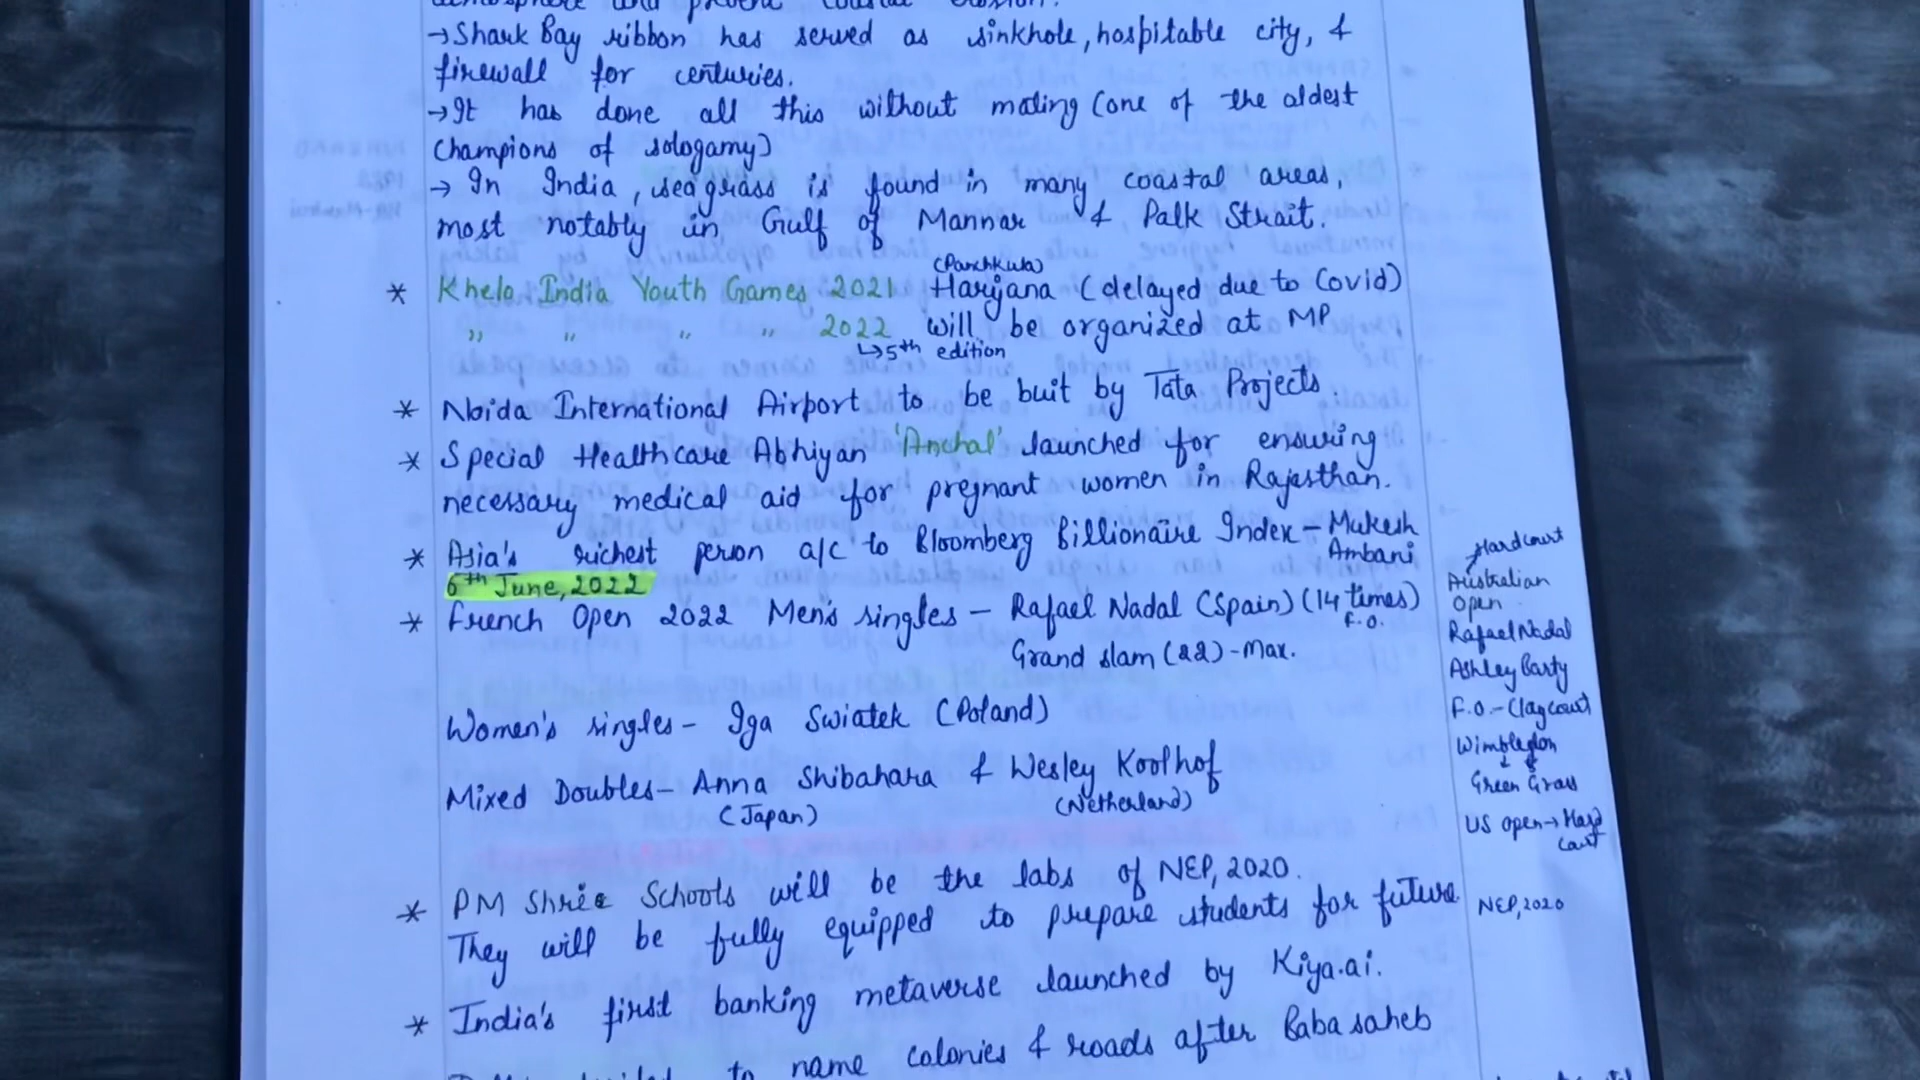 →Shark Bay ribbon has served as sinkhole, hospitable city, &
firewall for centuries.
→It has done all this without mating (one of the oldest
champions of sologamy)
→ In India, seagrass is found in many coastal areas,
most notably in Gulf of Mannar & Palk Strait.
(Panchkula)
* Khelo India Youth Games 2021 Haryana (delayed due to Covid)
,, ,, ,, ,, 2022 will be organized at MP
↳5th edition
* Noida International Airport to be buit by Tata Projects.
* Special Healthcare Abhiyan 'Anchal' launched for ensuring
necessary medical aid for pregnant women in Rajasthan.
* Asia's richest person a/c to Bloomberg Billionaire Index - Mukesh
Ambani
6th June, 2022
* French Open 2022 Men's singles - Rafael Nadal (Spain) (14 times)
F.O.
Grand slam (22) - Max.
Women's singles - Iga Swiatek (Poland)
Mixed Doubles - Anna Shibahara & Wesley Koolhof
(Japan) (Netherland)
* PM Shrie Schools will be the labs of NEP, 2020.
They will be fully equipped to prepare students for future
* India's first banking metaverse launched by Kiya.ai.
to name colonies & roads after Baba saheb
Hard court
Australian
Open
Rafael Nadal
Ashley Barty
F.O. - Clay court
Wimbledon
Green Grass
US Open → Hard
Court
NEP, 2020